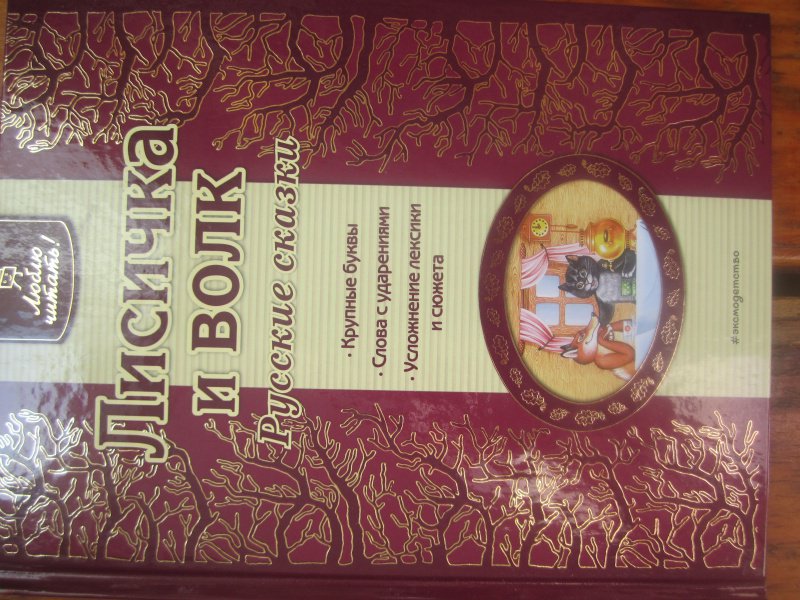 Люблю
читать!
Лисичка
и волк
Русские сказки
• Крупные буквы
• Слова с ударениями
• Усложнение лексики
и сюжета
#эксмодетство